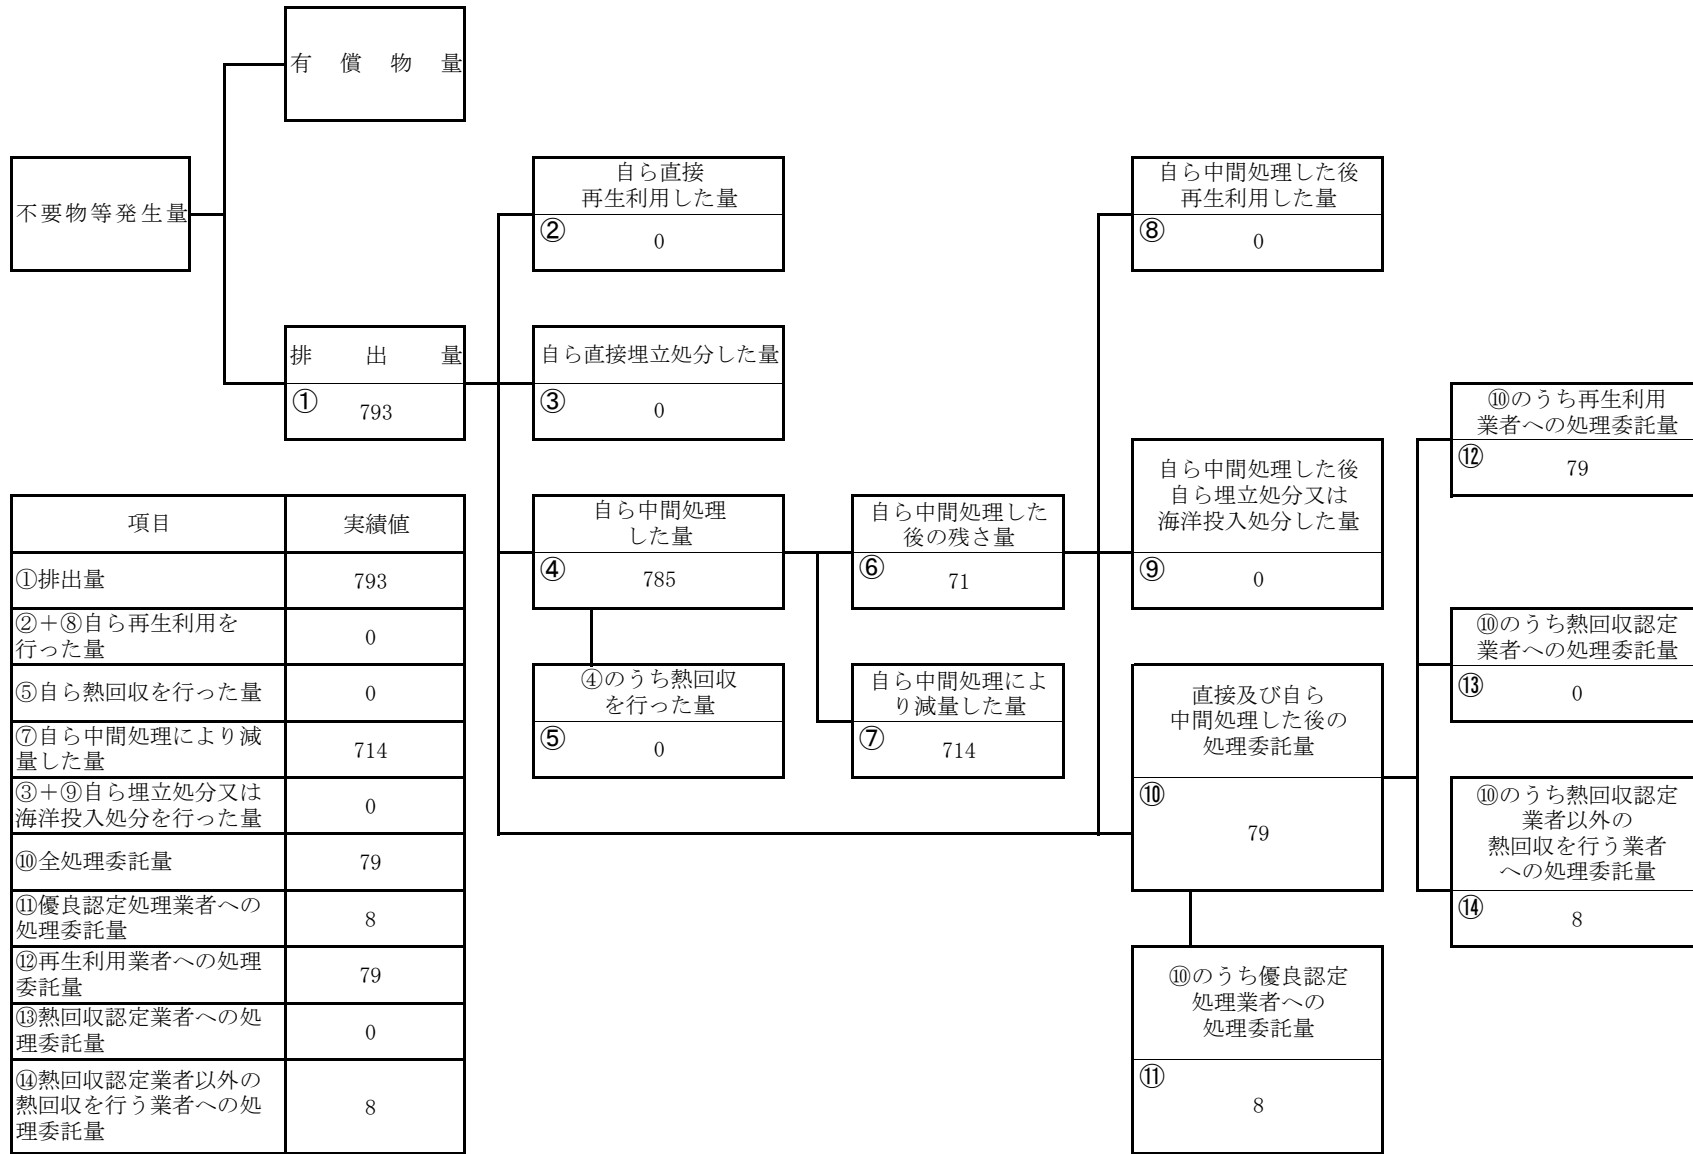 有償物量
不要物等発生量
排出量
① 793
自ら直接
再生利用した量
② 0
自ら直接埋立処分した量
③ 0
自ら中間処理
した量
④ 785
④のうち熱回収
を行った量
⑤ 0
自ら中間処理した
後の残さ量
⑥ 71
自ら中間処理によ
り減量した量
⑦ 714
自ら中間処理した後
再生利用した量
⑧ 0
自ら中間処理した後
自ら埋立処分又は
海洋投入処分した量
⑨ 0
直接及び自ら
中間処理した後の
処理委託量
⑩ 79
⑩のうち優良認定
処理業者への
処理委託量
⑪ 8
⑩のうち再生利用
業者への処理委託量
⑫ 79
⑩のうち熱回収認定
業者への処理委託量
⑬ 0
⑩のうち熱回収認定
業者以外の
熱回収を行う業者
への処理委託量
⑭ 8
項目 実績値
①排出量 793
②＋⑧自ら再生利用を
行った量 0
⑤自ら熱回収を行った量 0
⑦自ら中間処理により減
量した量 714
③＋⑨自ら埋立処分又は
海洋投入処分を行った量 0
⑩全処理委託量 79
⑪優良認定処理業者への
処理委託量 8
⑫再生利用業者への処理
委託量 79
⑬熱回収認定業者への処
理委託量 0
⑭熱回収認定業者以外の
熱回収を行う業者への処
理委託量 8